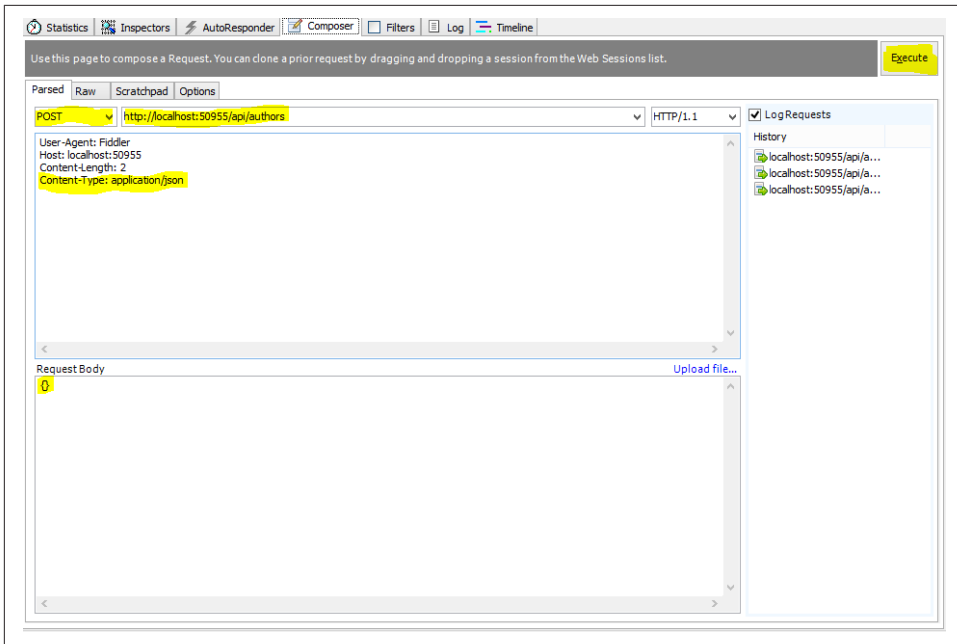 Statistics Inspectors AutoResponder Composer Filters Log Timeline
Use this page to compose a Request. You can clone a prior request by dragging and dropping a session from the Web Sessions list.
Execute
Parsed Raw Scratchpad Options
POST http://localhost:50955/api/authors HTTP/1.1
Log Requests
User-Agent: Fiddler
Host: localhost:50955
Content-Length: 2
Content-Type: application/json
History
localhost:50955/api/a...
localhost:50955/api/a...
localhost:50955/api/a...
Request Body Upload file...
{}